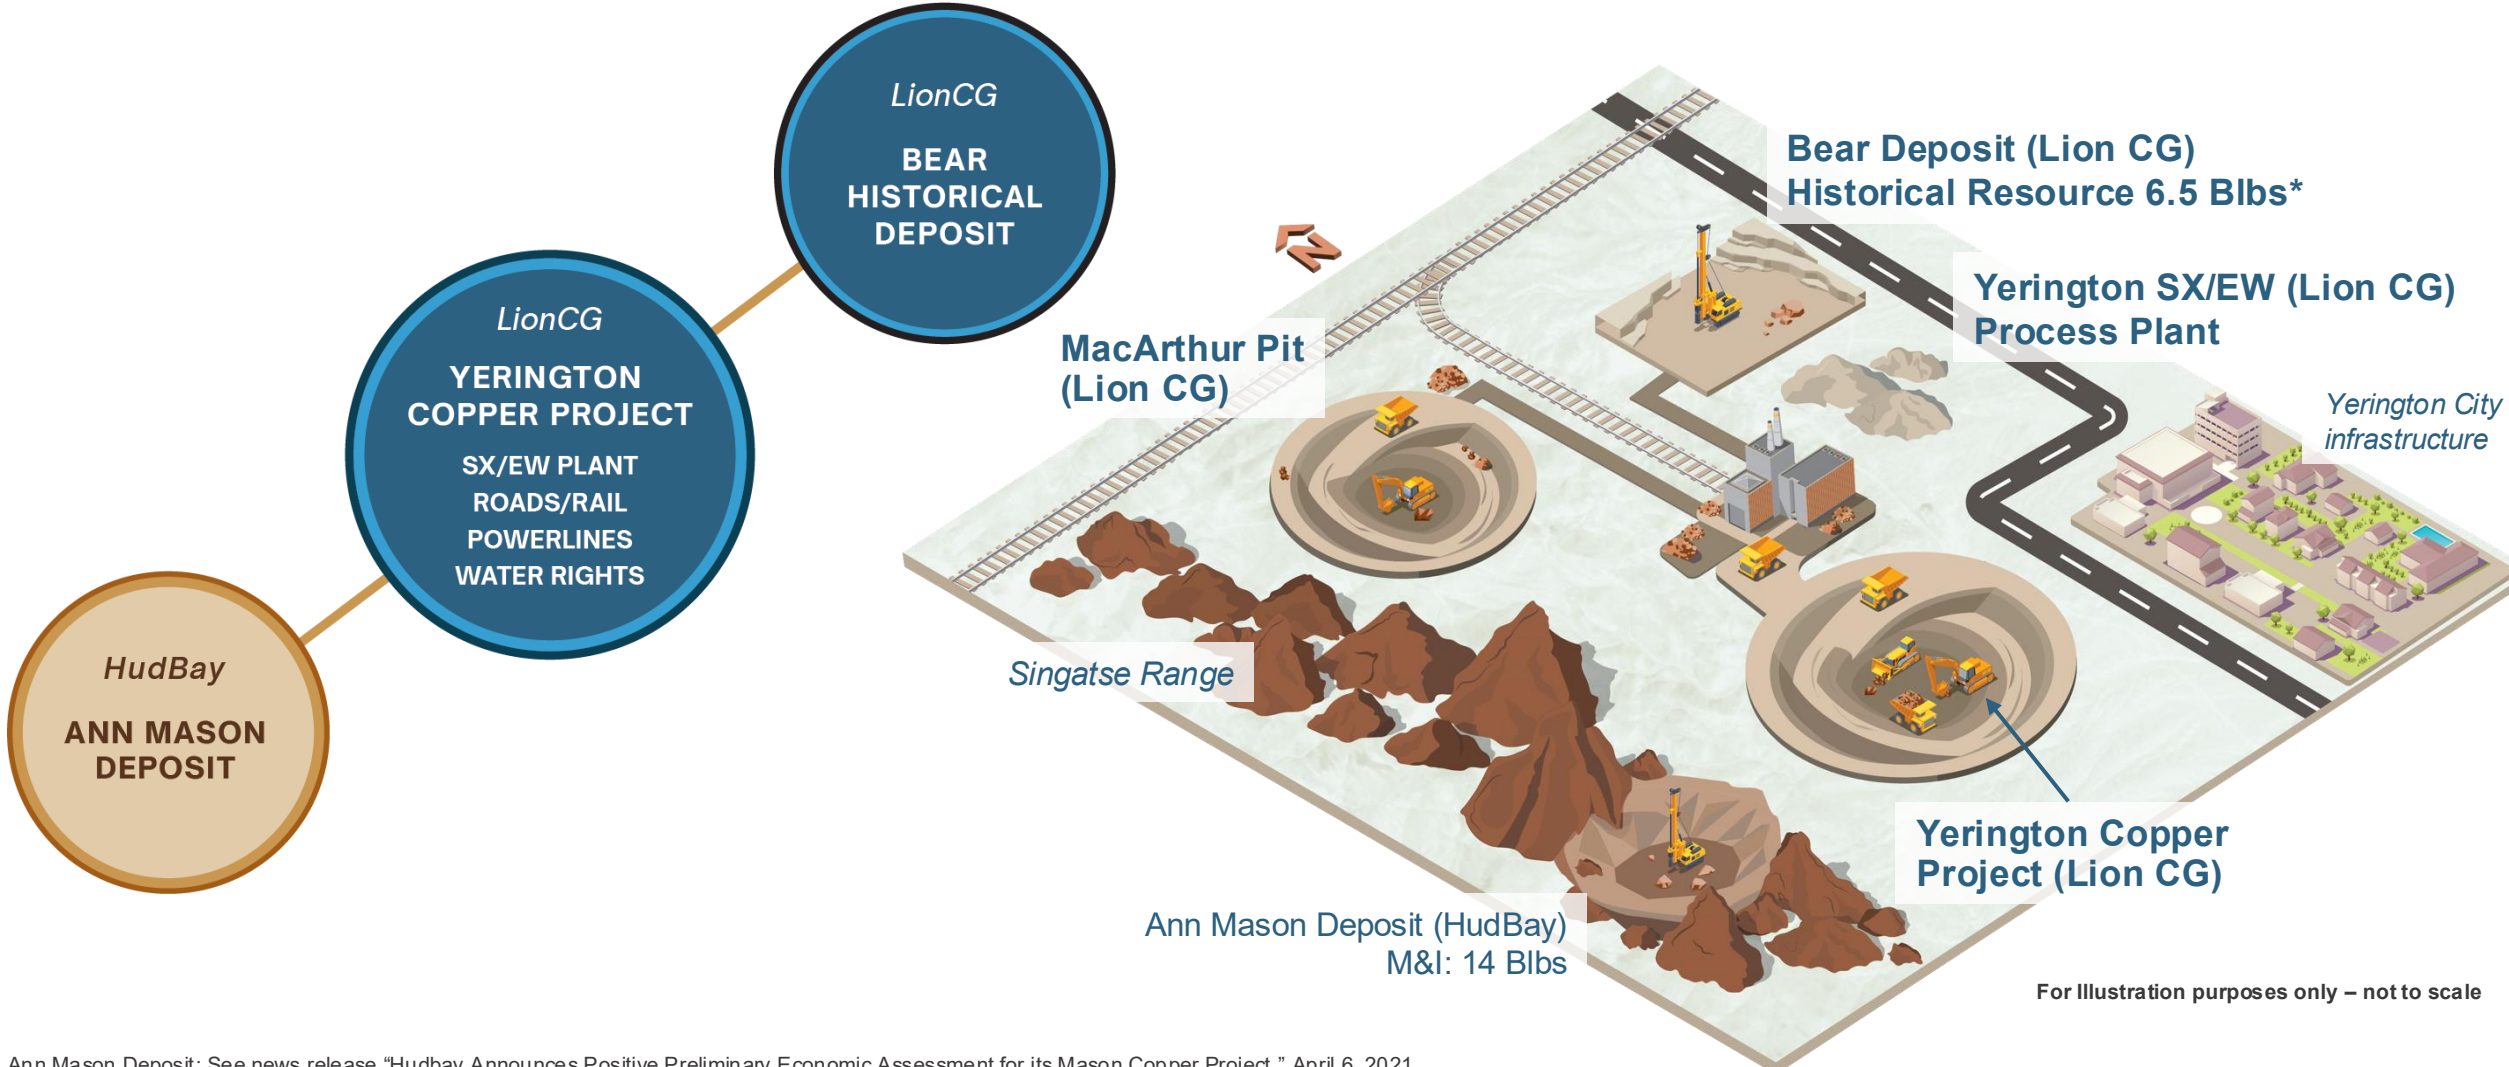 LionCG
BEAR
HISTORICAL
DEPOSIT
LionCG
YERINGTON
COPPER PROJECT
SX/EW PLANT
ROADS/RAIL
POWERLINES
WATER RIGHTS
HudBay
ANN MASON
DEPOSIT
Bear Deposit (Lion CG)
Historical Resource 6.5 Blbs*
Yerington SX/EW (Lion CG)
Process Plant
N
MacArthur Pit
(Lion CG)
Yerington City
infrastructure
Singatse Range
Yerington Copper
Project (Lion CG)
Ann Mason Deposit (HudBay)
M&I: 14 Blbs
For Illustration purposes only – not to scale
Ann Mason Deposit: See news release “Hudbay Announces Positive Preliminary Economic Assessment for its Mason Copper Project,” April 6, 2021